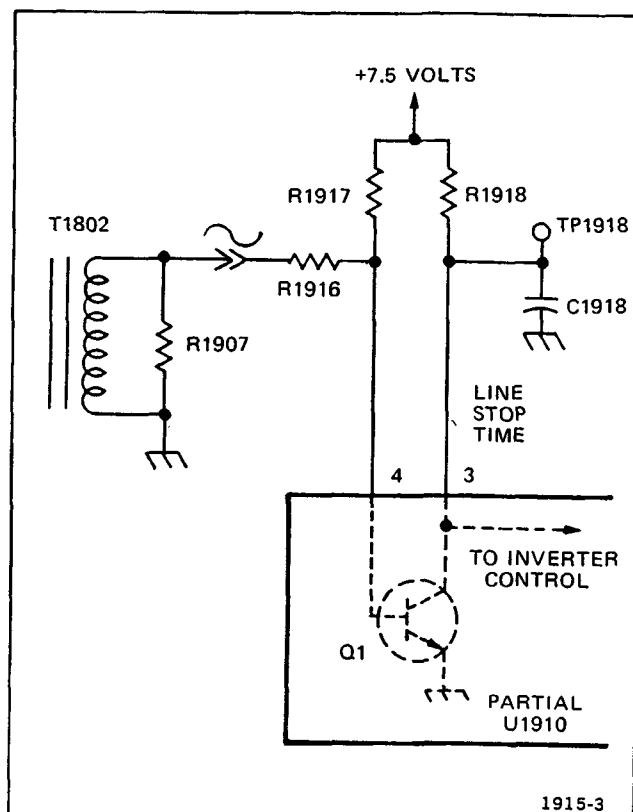 +7.5 VOLTS
R1917
R1918
T1802
TP1918
R1916
C1918
R1907
LINE
STOP
TIME
4
3
TO INVERTER
CONTROL
Q1
PARTIAL
U1910
1915-3